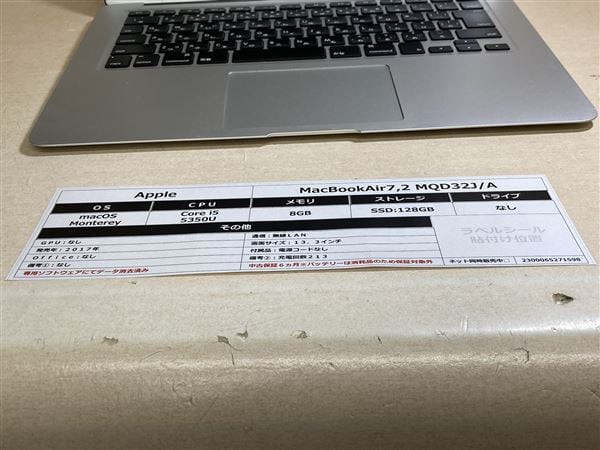 Apple
MacBookAir7,2 MQD32J/A
OS
CPU
メモリ
ストレージ
ドライブ
macOS
Monterey
Core i5
5350U
8GB
SSD:128GB
なし
その他
GPU:なし
発売年:2017年
Office:なし
備考①:なし
専用ソフトウェアにてデータ消去済み
通信:無線LAN
画面サイズ:13.3インチ
付属品:電源コードなし
備考②:充電回数213
中古保証6ヵ月※バッテリーは消耗品のため保証対象外
ラベルシール
貼付け位置
ネット同時販売中□
2300065271598